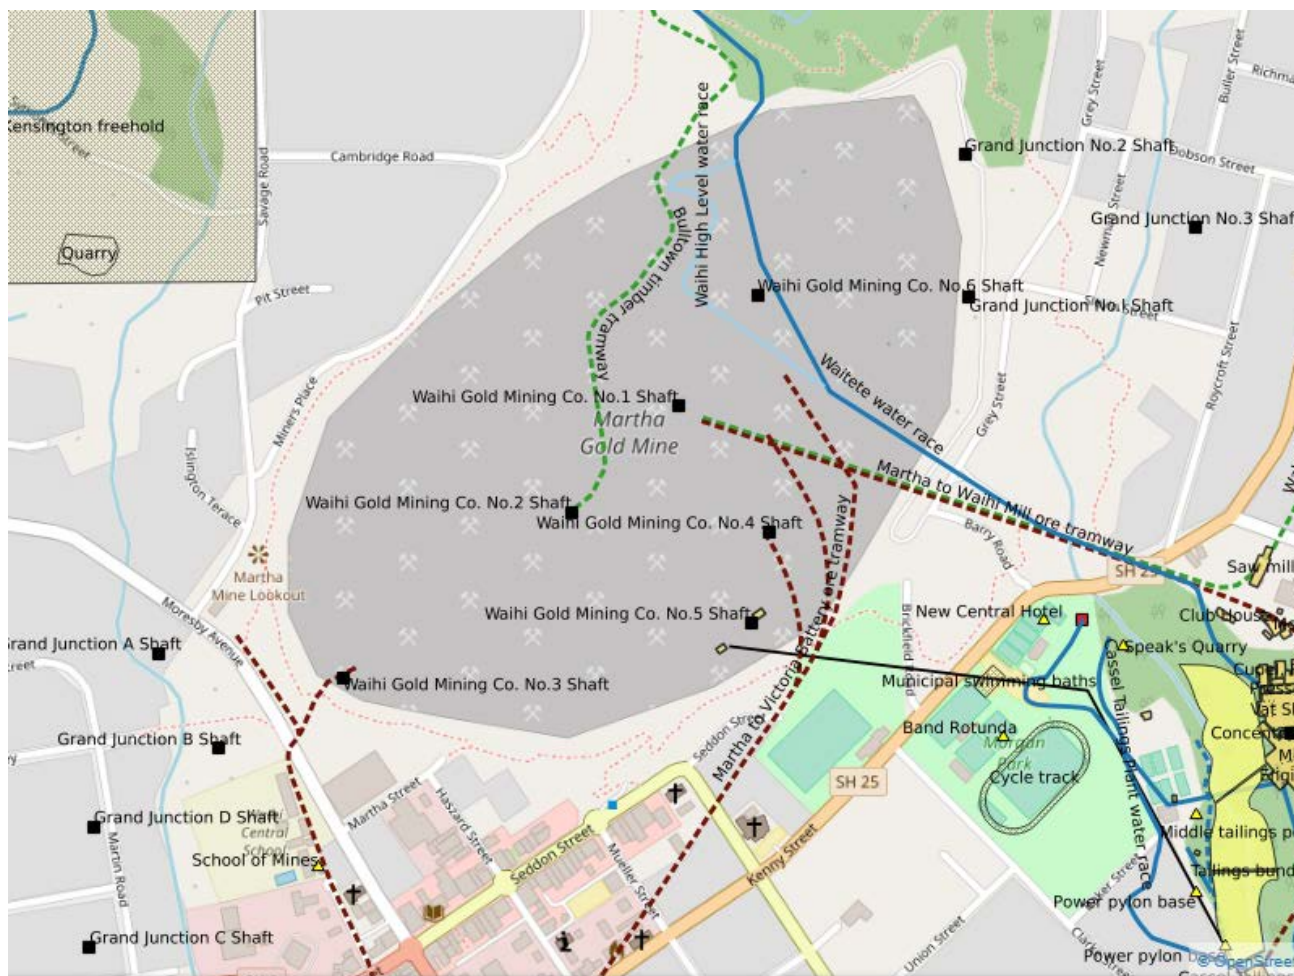 Kensington freehold
Quarry
Savage Road
Cambridge Road
Pit Street
Miners Place
Islington Terrace
Bulltown timber tramway
Waihi High Level water race
Grey Street
Buller Street
Dobson Street
Newman Street
Grand Junction No.2 Shaft
Grand Junction No.3 Shaf
Waihi Gold Mining Co. No.6 Shaft
Grand Junction No.1 Shaft
Roycroft Street
Grey Street
Waitete water race
Waihi Gold Mining Co. No.1 Shaft
Martha
Gold Mine
Martha to Waihi Mill ore tramway
Waihi Gold Mining Co. No.2 Shaft
Waihi Gold Mining Co. No.4 Shaft
Barry Road
SH 25
Saw mill
Martha
Mine Lookout
Moresby Avenue
Waihi Gold Mining Co. No.5 Shaft
Brickfield Road
New Central Hotel
Club House
Speak's Quarry
Grand Junction A Shaft
Waihi Gold Mining Co. No.3 Shaft
Martha to Victoria Battery ore tramway
Municipal swimming baths
Cassel Tailings Plant water race
Grand Junction B Shaft
Seddon Street
Band Rotunda
Morgan
Park
Cycle track
SH 25
Martha Street
Haszard Street
Grand Junction D Shaft
Central
School
School of Mines
Martin Road
Seddon Street
Mueller Street
Kenny Street
Middle tailings p
Tailings bund
Power pylon base
Grand Junction C Shaft
Union Street
Power pylon
© OpenStreet